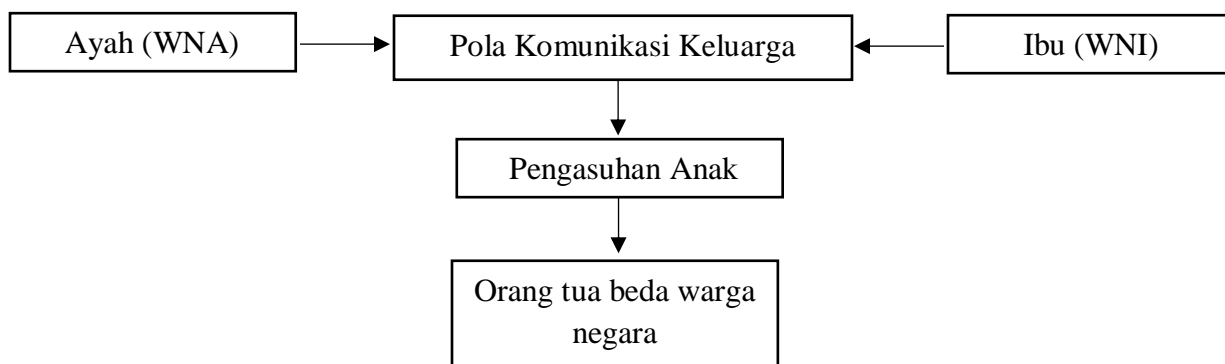 Ayah (WNA)
Pola Komunikasi Keluarga
Ibu (WNI)
Pengasuhan Anak
Orang tua beda warga
negara